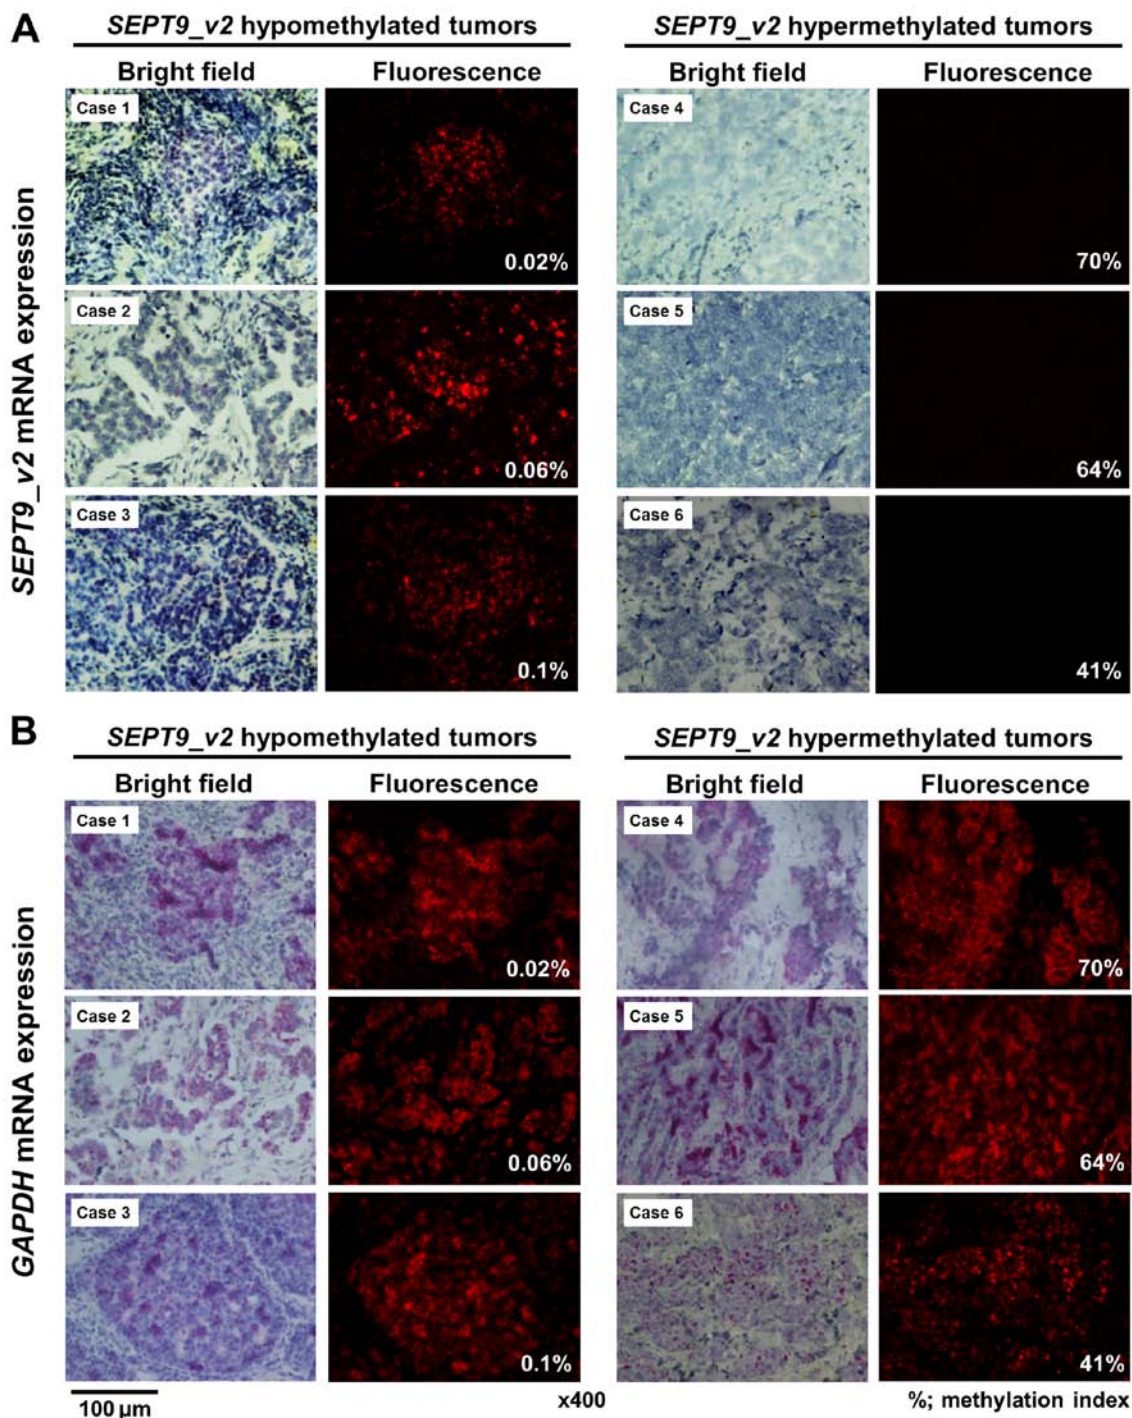 A
SEPT9_v2 hypomethylated tumors
SEPT9_v2 hypermethylated tumors
Bright field
Fluorescence
Bright field
Fluorescence
SEPT9_v2 mRNA expression
Case 1
0.02%
Case 4
70%
Case 2
0.06%
Case 5
64%
Case 3
0.1%
Case 6
41%
B
SEPT9_v2 hypomethylated tumors
SEPT9_v2 hypermethylated tumors
Bright field
Fluorescence
Bright field
Fluorescence
GAPDH mRNA expression
Case 1
0.02%
Case 4
70%
Case 2
0.06%
Case 5
64%
Case 3
0.1%
Case 6
41%
100 µm
x400
%; methylation index